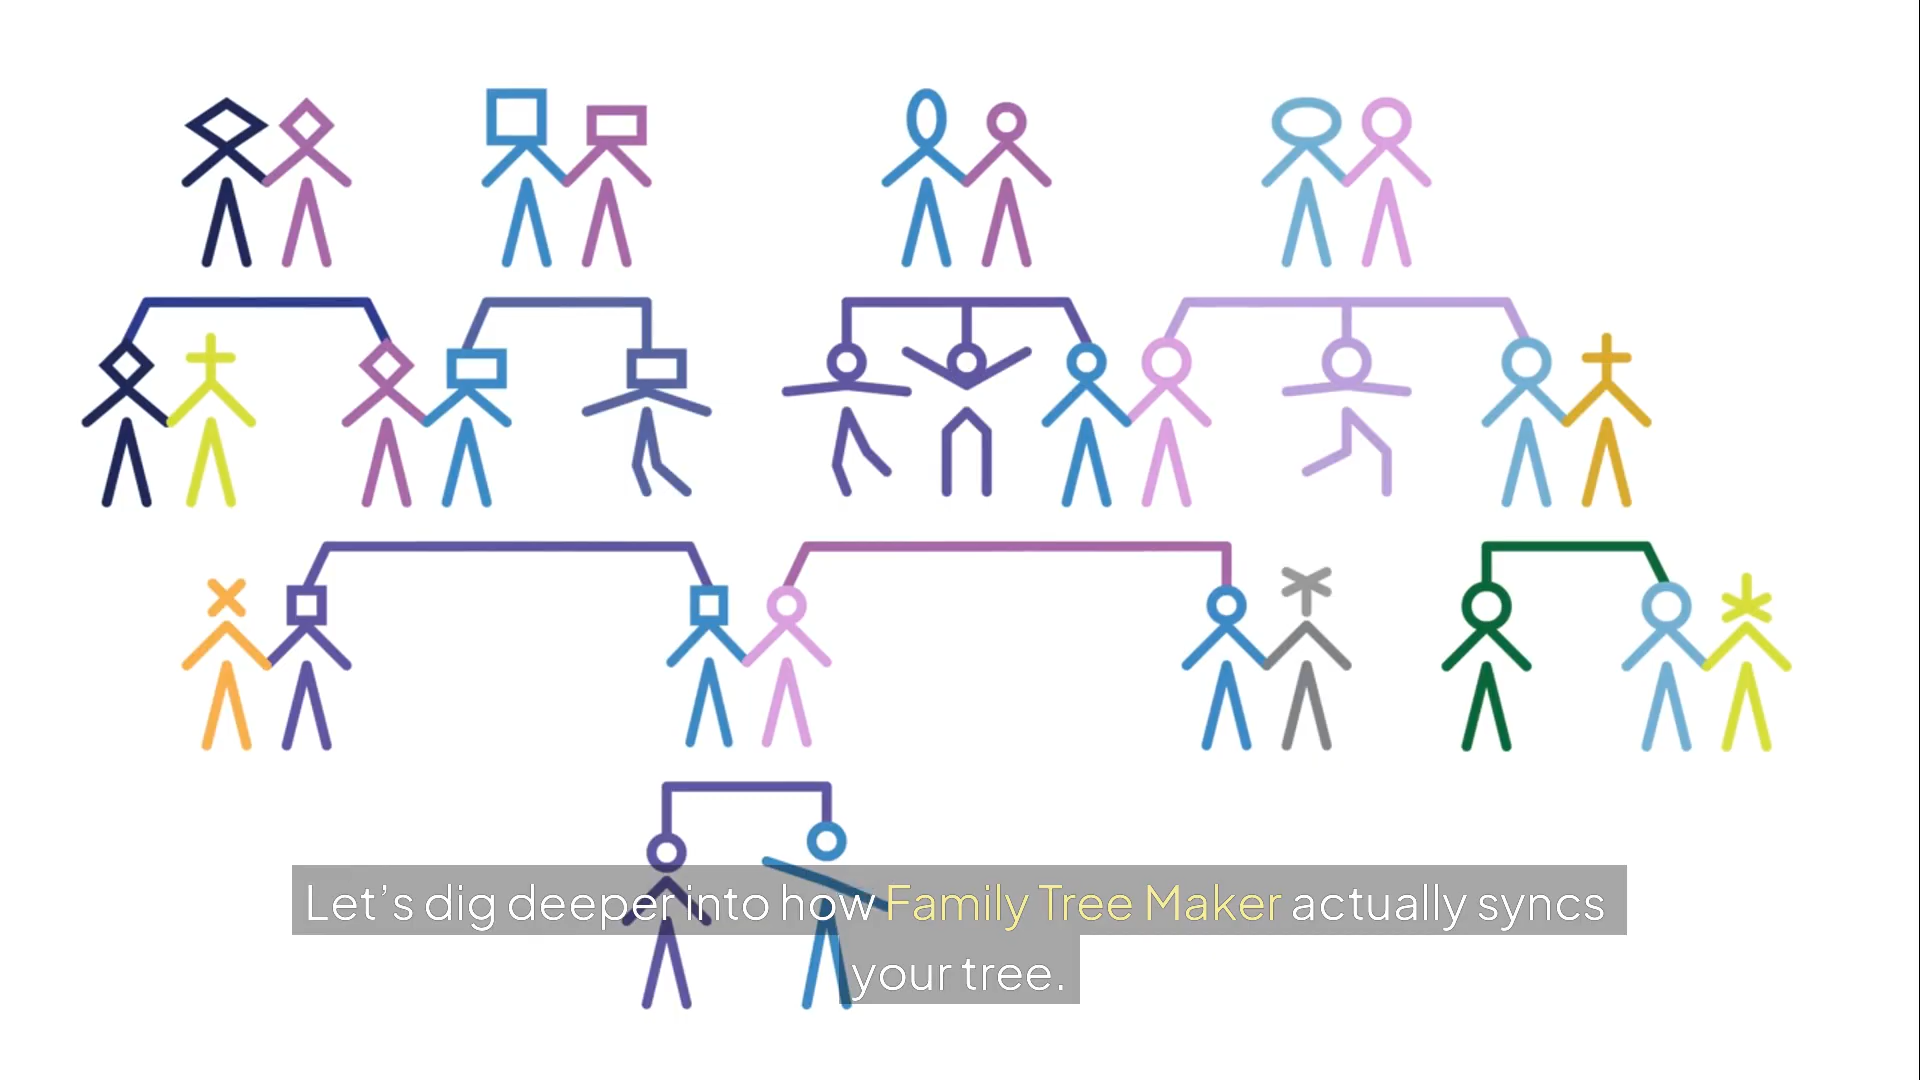 Let’s dig deeper into how Family Tree Maker actually syncs
your tree.